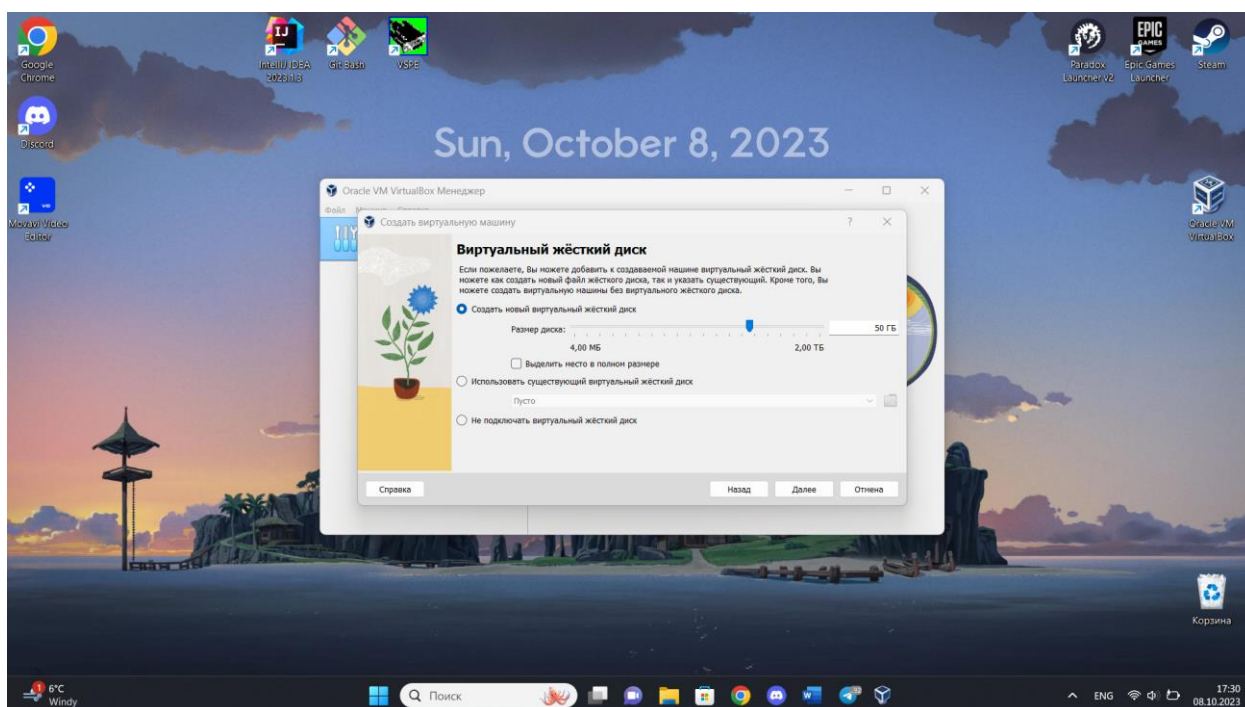 Google
Chrome
IJ
IntelliJ IDEA
2023.1.3
Git Bash
VSPE
Paradox
Launcher v2
EPIC
GAMES
Epic Games
Launcher
Steam
Discord
Sun, October 8, 2023
Movavi Video
Editor
Oracle VM
VirtualBox
Oracle VM VirtualBox Менеджер
Файл
Создать виртуальную машину
Виртуальный жёсткий диск
Если пожелаете, Вы можете добавить к создаваемой машине виртуальный жёсткий диск. Вы
можете как создать новый файл жёсткого диска, так и указать существующий. Кроме того, Вы
можете создать виртуальную машины без виртуального жёсткого диска.
Создать новый виртуальный жёсткий диск
Размер диска:
50 ГБ
4,00 МБ
2,00 ТБ
Выделить место в полном размере
Использовать существующий виртуальный жёсткий диск
Пусто
Не подключать виртуальный жёсткий диск
Справка
Назад
Далее
Отмена
Корзина
1
6°C
Windy
Поиск
ENG
17:30
08.10.2023